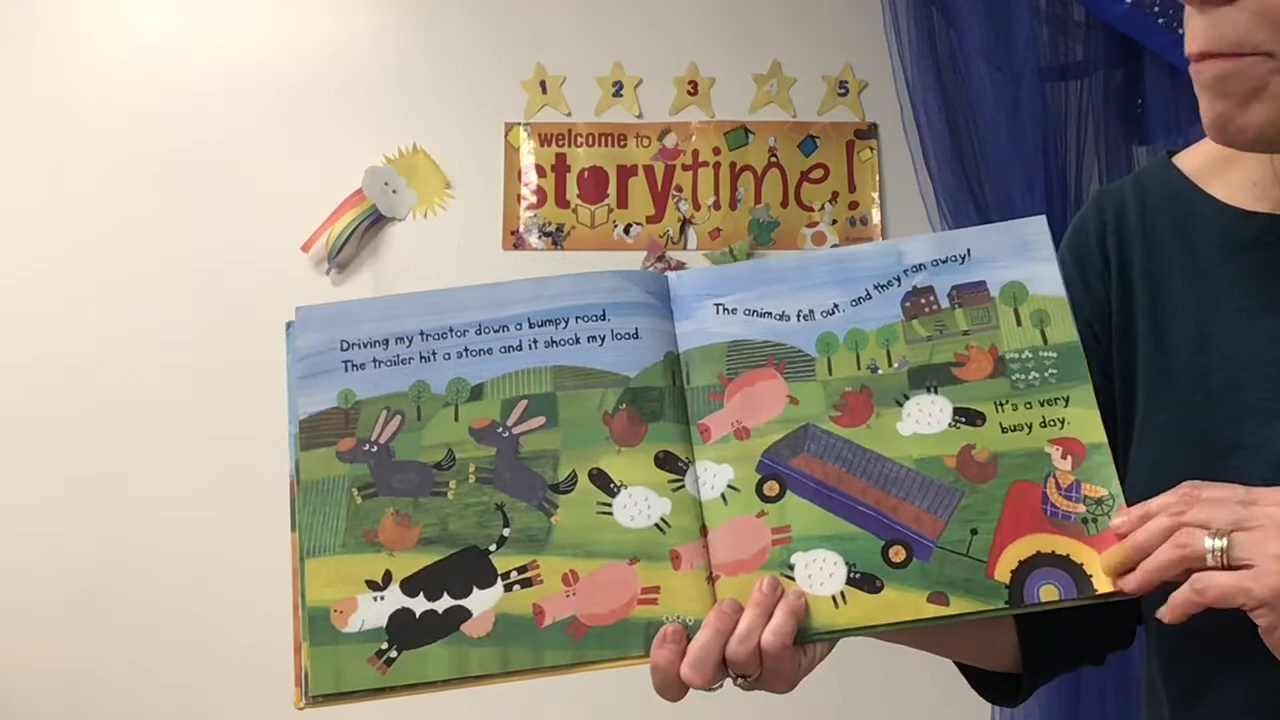 1 2 3 4 5
welcome to
storytime!
Driving my tractor down a bumpy road,
The trailer hit a stone and it shook my load.
The animals fell out, and they ran away!
It's a very
busy day.